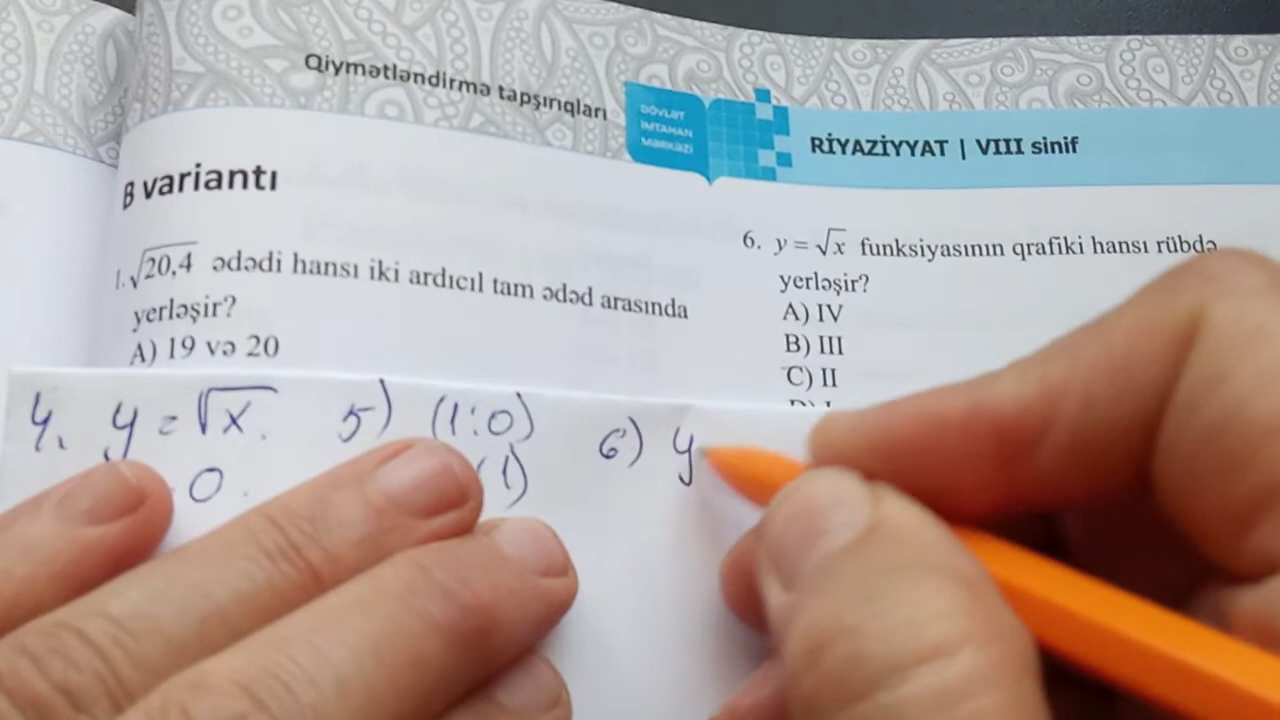 Qiymətləndirmə tapşırıqları
DÖVLƏT
İMTAHAN
MƏRKƏZİ
RİYAZİYYAT | VIII sinif
B variantı
1. √20,4 ədədi hansı iki ardıcıl tam ədəd arasında
yerləşir?
A) 19 və 20
6. y = √x funksiyasının qrafiki hansı rübdə
yerləşir?
A) IV
B) III
C) II
4. y = √x. 5) (1:0) 6) y
0. 1)